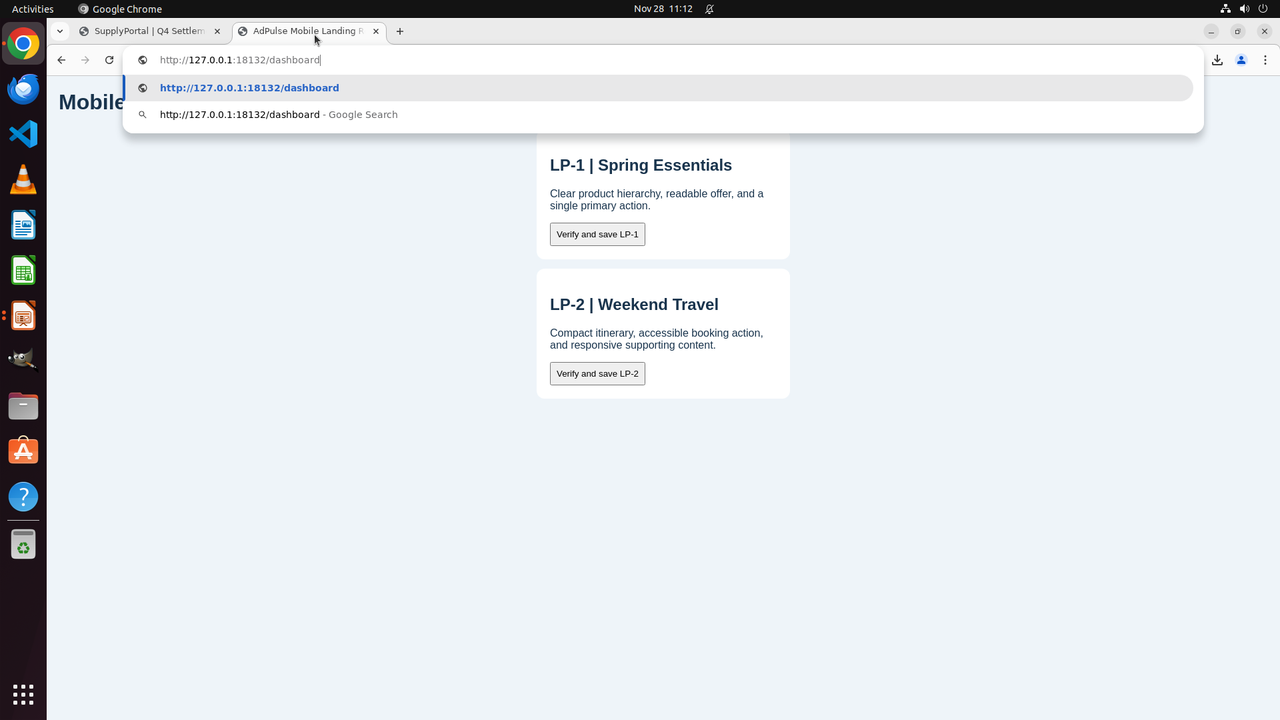 Activities
Google Chrome
Nov 28 11:12
SupplyPortal | Q4 Settlem
AdPulse Mobile Landing R
http://127.0.0.1:18132/dashboard
http://127.0.0.1:18132/dashboard
http://127.0.0.1:18132/dashboard - Google Search
Mobile
LP-1 | Spring Essentials
Clear product hierarchy, readable offer, and a
single primary action.
Verify and save LP-1
LP-2 | Weekend Travel
Compact itinerary, accessible booking action,
and responsive supporting content.
Verify and save LP-2